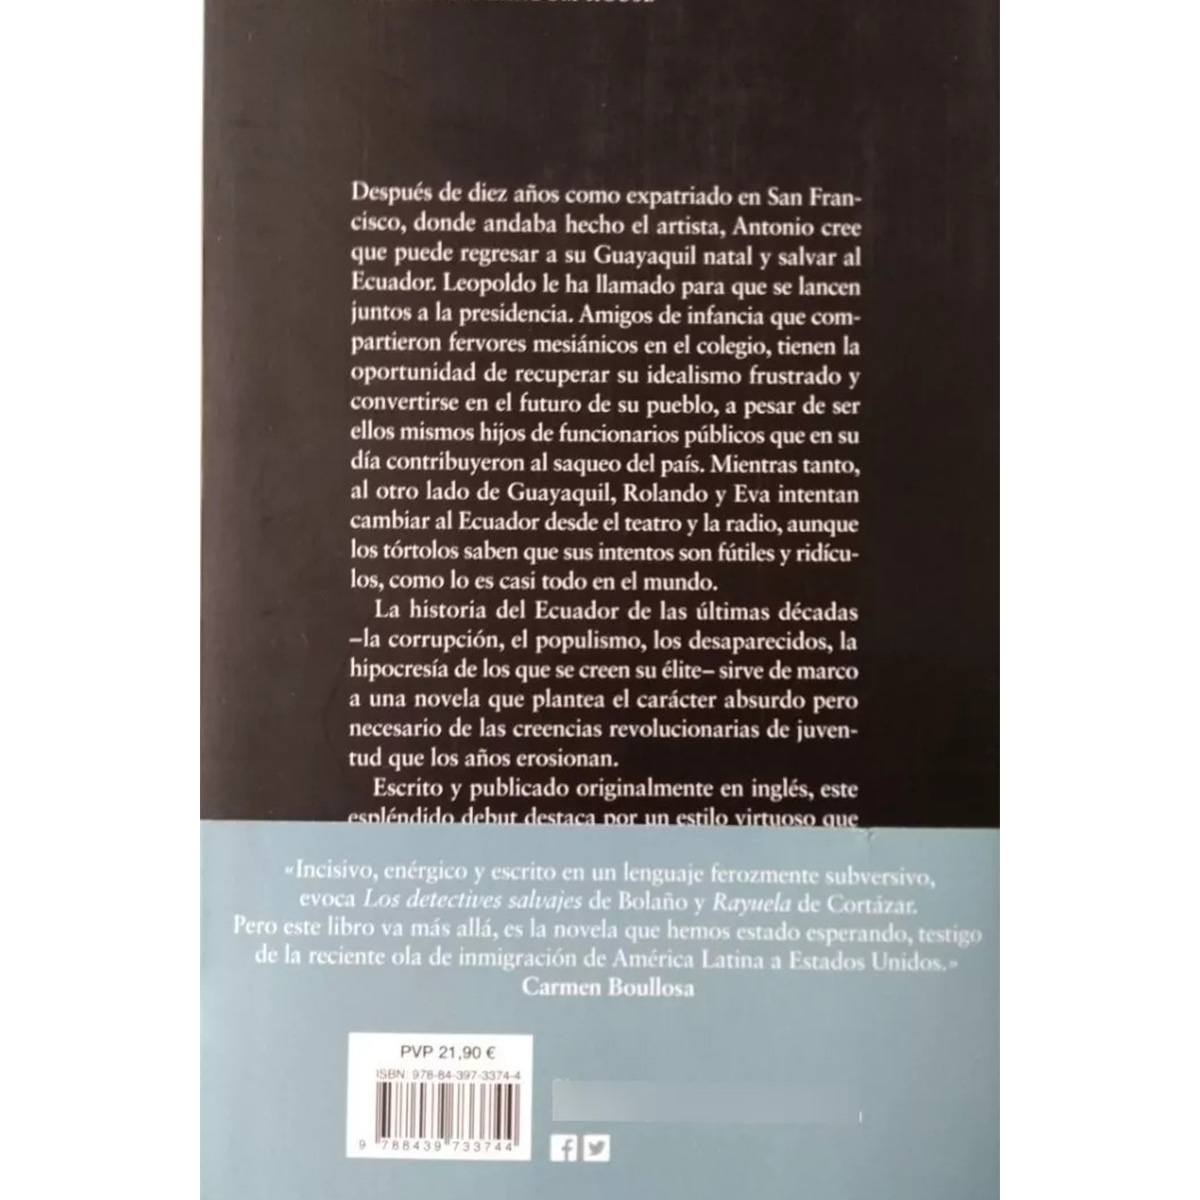 Después de diez años como expatriado en San Fran-
cisco, donde andaba hecho el artista, Antonio cree
que puede regresar a su Guayaquil natal y salvar al
Ecuador. Leopoldo le ha llamado para que se lancen
juntos a la presidencia. Amigos de infancia que com-
partieron fervores mesiánicos en el colegio, tienen la
oportunidad de recuperar su idealismo frustrado y
convertirse en el futuro de su pueblo, a pesar de ser
ellos mismos hijos de funcionarios públicos que en su
día contribuyeron al saqueo del país. Mientras tanto,
al otro lado de Guayaquil, Rolando y Eva intentan
cambiar al Ecuador desde el teatro y la radio, aunque
los tórtolos saben que sus intentos son fútiles y ridícu-
los, como lo es casi todo en el mundo.
La historia del Ecuador de las últimas décadas
–la corrupción, el populismo, los desaparecidos, la
hipocresía de los que se creen su élite– sirve de marco
a una novela que plantea el carácter absurdo pero
necesario de las creencias revolucionarias de juven-
tud que los años erosionan.
Escrito y publicado originalmente en inglés, este
espléndido debut destaca por un estilo virtuoso que
«Incisivo, enérgico y escrito en un lenguaje ferozmente subversivo,
evoca Los detectives salvajes de Bolaño y Rayuela de Cortázar.
Pero este libro va más allá, es la novela que hemos estado esperando, testigo
de la reciente ola de inmigración de América Latina a Estados Unidos.»
Carmen Boullosa
PVP 21,90 €
ISBN: 978-84-397-3374-4
9 788439 733744